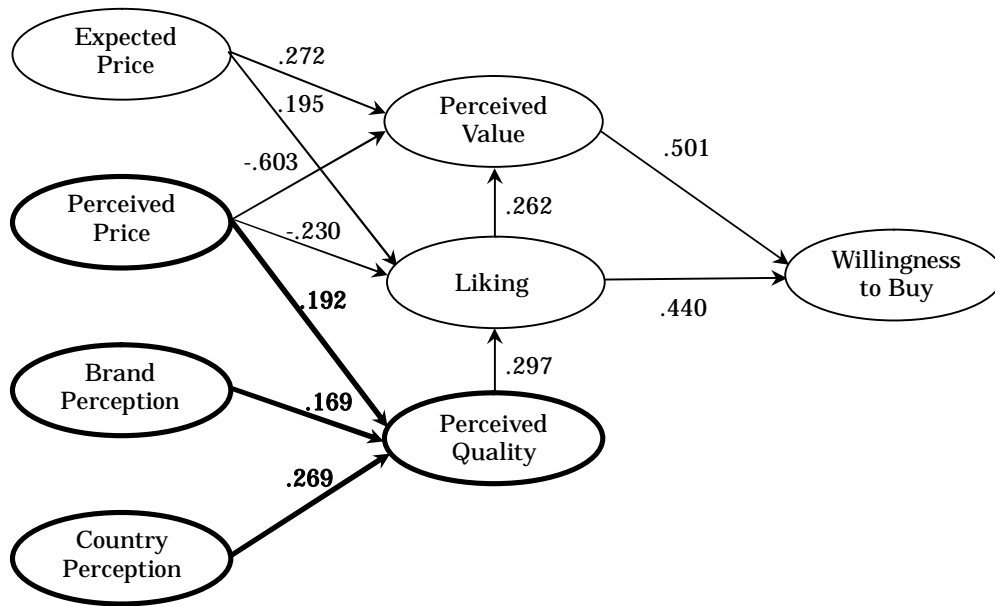 Expected
Price
.272
.195
Perceived
Value
-.603
.501
Perceived
Price
.262
-.230
Liking
Willingness
to Buy
.192
.440
.297
Brand
Perception
.169
Perceived
Quality
.269
Country
Perception